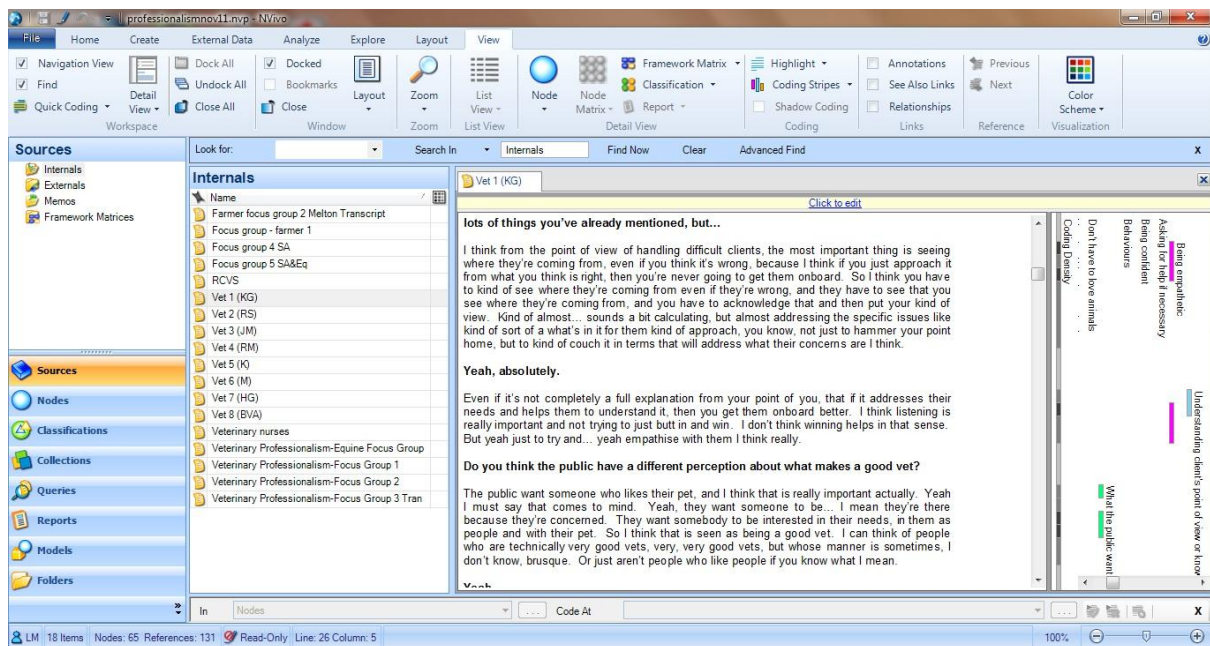 professionalismnov11.nvp - NVivo
File Home Create External Data Analyze Explore Layout View
Navigation View
Find
Quick Coding
Detail View
Workspace
Dock All
Undock All
Close All
Docked
Bookmarks
Close
Layout
Window
Zoom
Zoom
List View
List View
Node
Node Matrix
Framework Matrix
Classification
Report
Detail View
Highlight
Coding Stripes
Shadow Coding
Coding
Annotations
See Also Links
Relationships
Links
Previous
Next
Reference
Color Scheme
Visualization
Sources
Internals
Externals
Memos
Framework Matrices
Sources
Nodes
Classifications
Collections
Queries
Reports
Models
Folders
Look for: Search In Internals Find Now Clear Advanced Find X
Internals
Name
Farmer focus group 2 Melton Transcript
Focus group - farmer 1
Focus group 4 SA
Focus group 5 SA&Eq
RCVS
Vet 1 (KG)
Vet 2 (RS)
Vet 3 (JM)
Vet 4 (RM)
Vet 5 (K)
Vet 6 (M)
Vet 7 (HG)
Vet 8 (BVA)
Veterinary nurses
Veterinary Professionalism-Equine Focus Group
Veterinary Professionalism-Focus Group 1
Veterinary Professionalism-Focus Group 2
Veterinary Professionalism-Focus Group 3 Tran
Vet 1 (KG)
Click to edit
lots of things you've already mentioned, but...
I think from the point of view of handling difficult clients, the most important thing is seeing
where they're coming from, even if you think it's wrong, because I think if you just approach it
from what you think is right, then you're never going to get them onboard. So I think you have
to kind of see where they're coming from even if they're wrong, and they have to see that you
see where they're coming from, and you have to acknowledge that and then put your kind of
view. Kind of almost... sounds a bit calculating, but almost addressing the specific issues like
kind of sort of a what's in it for them kind of approach, you know, not just to hammer your point
home, but to kind of couch it in terms that will address what their concerns are I think.
Yeah, absolutely.
Even if it's not completely a full explanation from your point of you, that if it addresses their
needs and helps them to understand it, then you get them onboard better. I think listening is
really important and not trying to just butt in and win. I don't think winning helps in that sense.
But yeah just to try and... yeah empathise with them I think really.
Do you think the public have a different perception about what makes a good vet?
The public want someone who likes their pet, and I think that is really important actually. Yeah
I must say that comes to mind. Yeah, they want someone to be... I mean they're there
because they're concerned. They want somebody to be interested in their needs, in them as
people and with their pet. So I think that is seen as being a good vet. I can think of people
who are technically very good vets, very, very good vets, but whose manner is sometimes, I
don't know, brusque. Or just aren't people who like people if you know what I mean.
Yeah
Coding Density
Don't have to love animals
Behaviours
Being confident
Asking for help if necessary
Being empathetic
Understanding client's point of view or know
What the public want
In Nodes ... Code At ... X
LM 18 Items Nodes: 65 References: 131 Read-Only Line: 26 Column: 5 100%